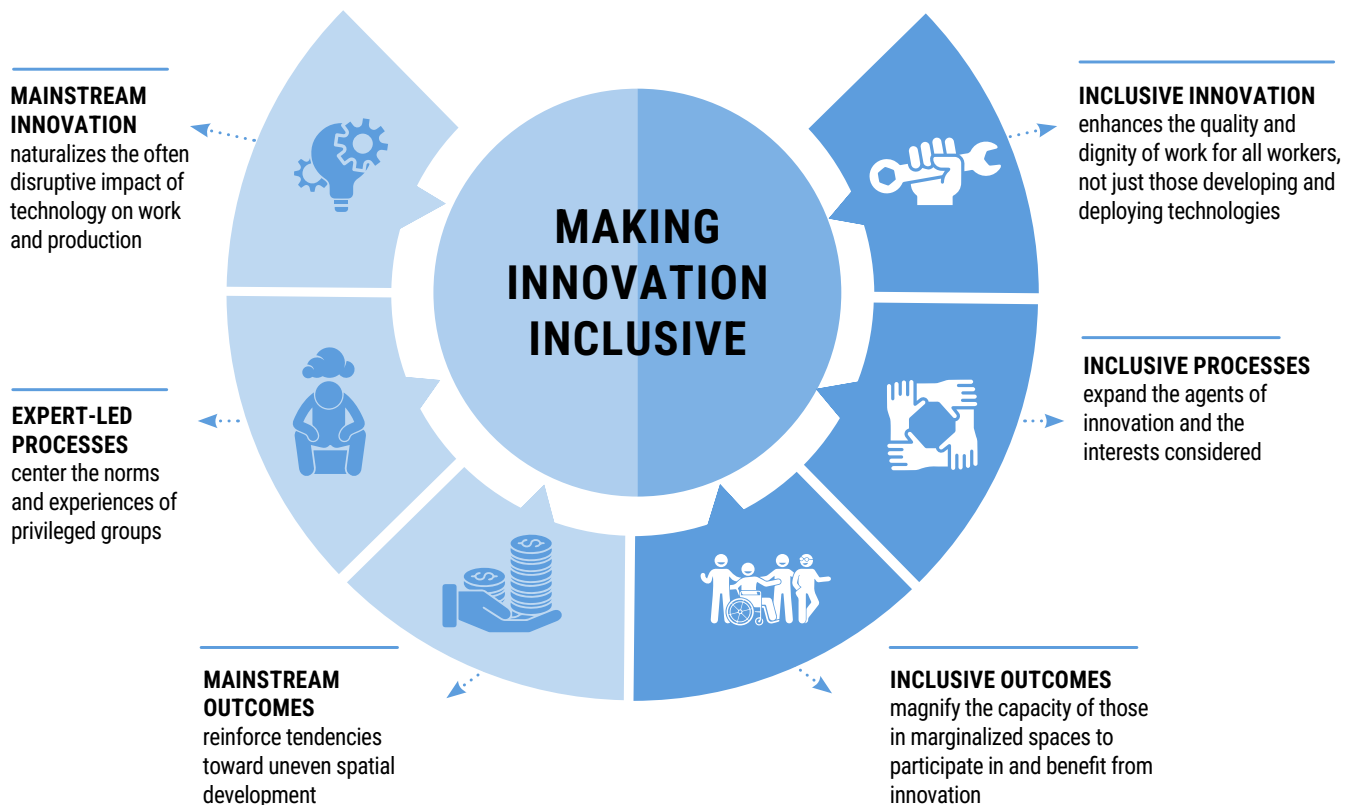 MAINSTREAM
INNOVATION
naturalizes the often
disruptive impact of
technology on work
and production
EXPERT-LED
PROCESSES
center the norms
and experiences of
privileged groups
MAINSTREAM
OUTCOMES
reinforce tendencies
toward uneven spatial
development
MAKING
INNOVATION
INCLUSIVE
INCLUSIVE INNOVATION
enhances the quality and
dignity of work for all workers,
not just those developing and
deploying technologies
INCLUSIVE PROCESSES
expand the agents of
innovation and the
interests considered
INCLUSIVE OUTCOMES
magnify the capacity of those
in marginalized spaces to
participate in and benefit from
innovation
$
$